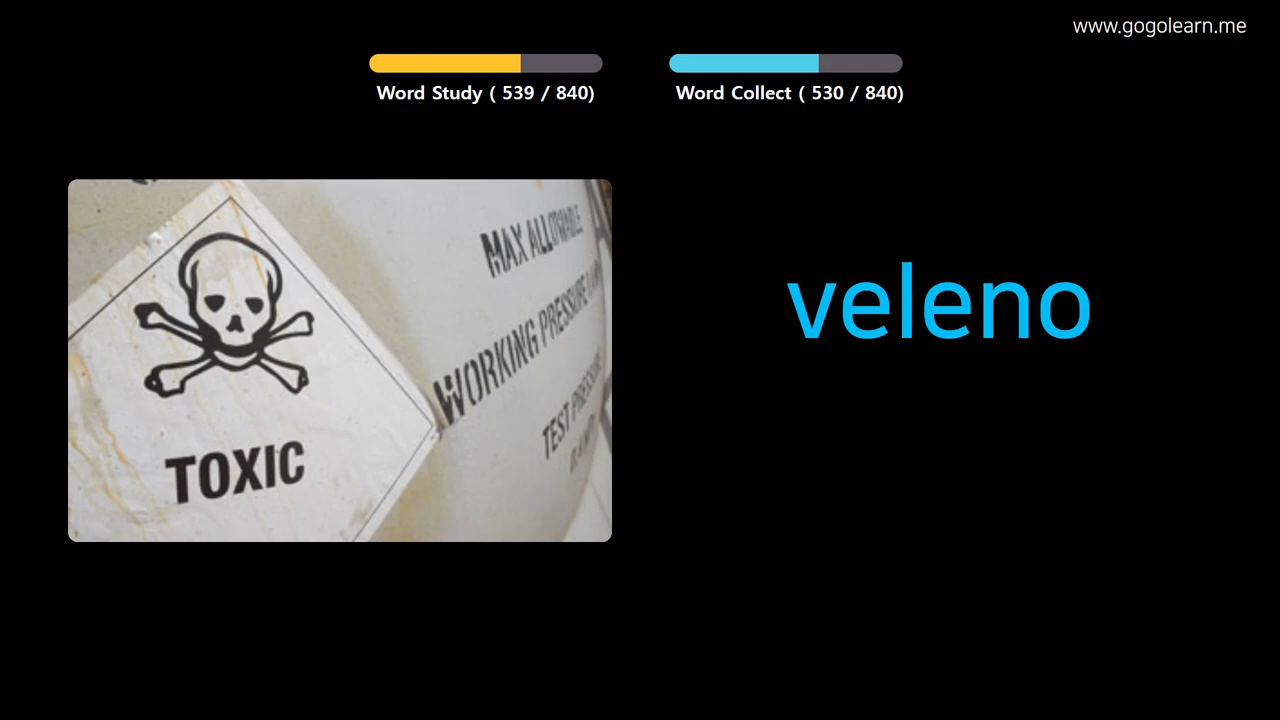 www.gogolearn.me
Word Study ( 539 / 840)
Word Collect ( 530 / 840)
MAX ALLOWABLE
WORKING PRESSURE
TEST PRESSURE
TOXIC
veleno